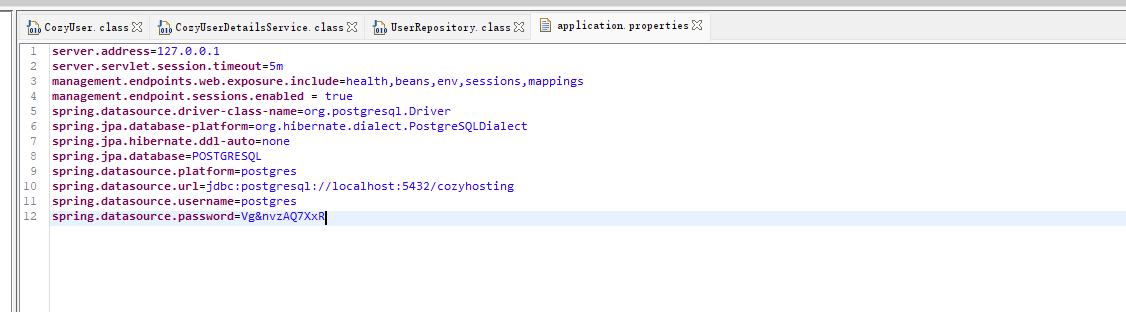 CozyUser.class CozyUserDetailsService.class UserRepository.class application.properties
1 server.address=127.0.0.1
2 server.servlet.session.timeout=5m
3 management.endpoints.web.exposure.include=health,beans,env,sessions,mappings
4 management.endpoint.sessions.enabled = true
5 spring.datasource.driver-class-name=org.postgresql.Driver
6 spring.jpa.database-platform=org.hibernate.dialect.PostgreSQLDialect
7 spring.jpa.hibernate.ddl-auto=none
8 spring.jpa.database=POSTGRESQL
9 spring.datasource.platform=postgres
10 spring.datasource.url=jdbc:postgresql://localhost:5432/cozyhosting
11 spring.datasource.username=postgres
12 spring.datasource.password=Vg&nvzAQ7XxR